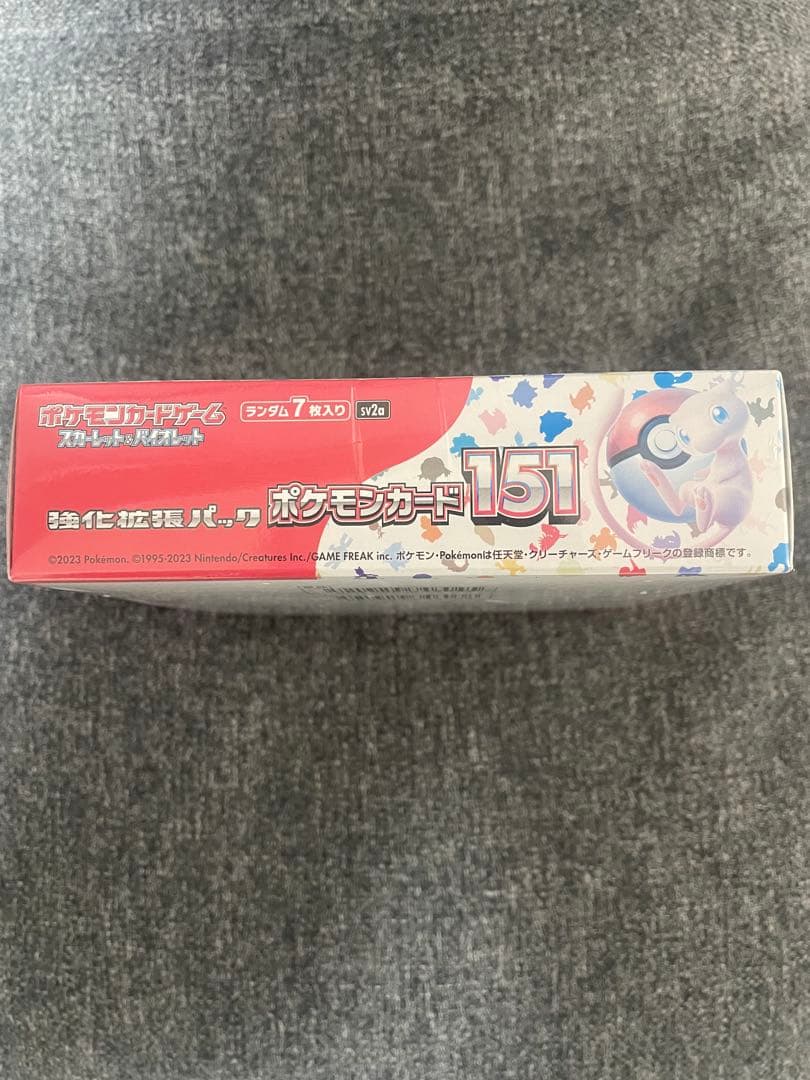 ポケモンカードゲーム
スカーレット&バイオレット
ランダム7枚入り sv2a
強化拡張パック ポケモンカード151
©2023 Pokémon. ©1995-2023 Nintendo/Creatures Inc./GAME FREAK inc. ポケモン・Pokémonは任天堂・クリーチャーズ・ゲームフリークの登録商標です。